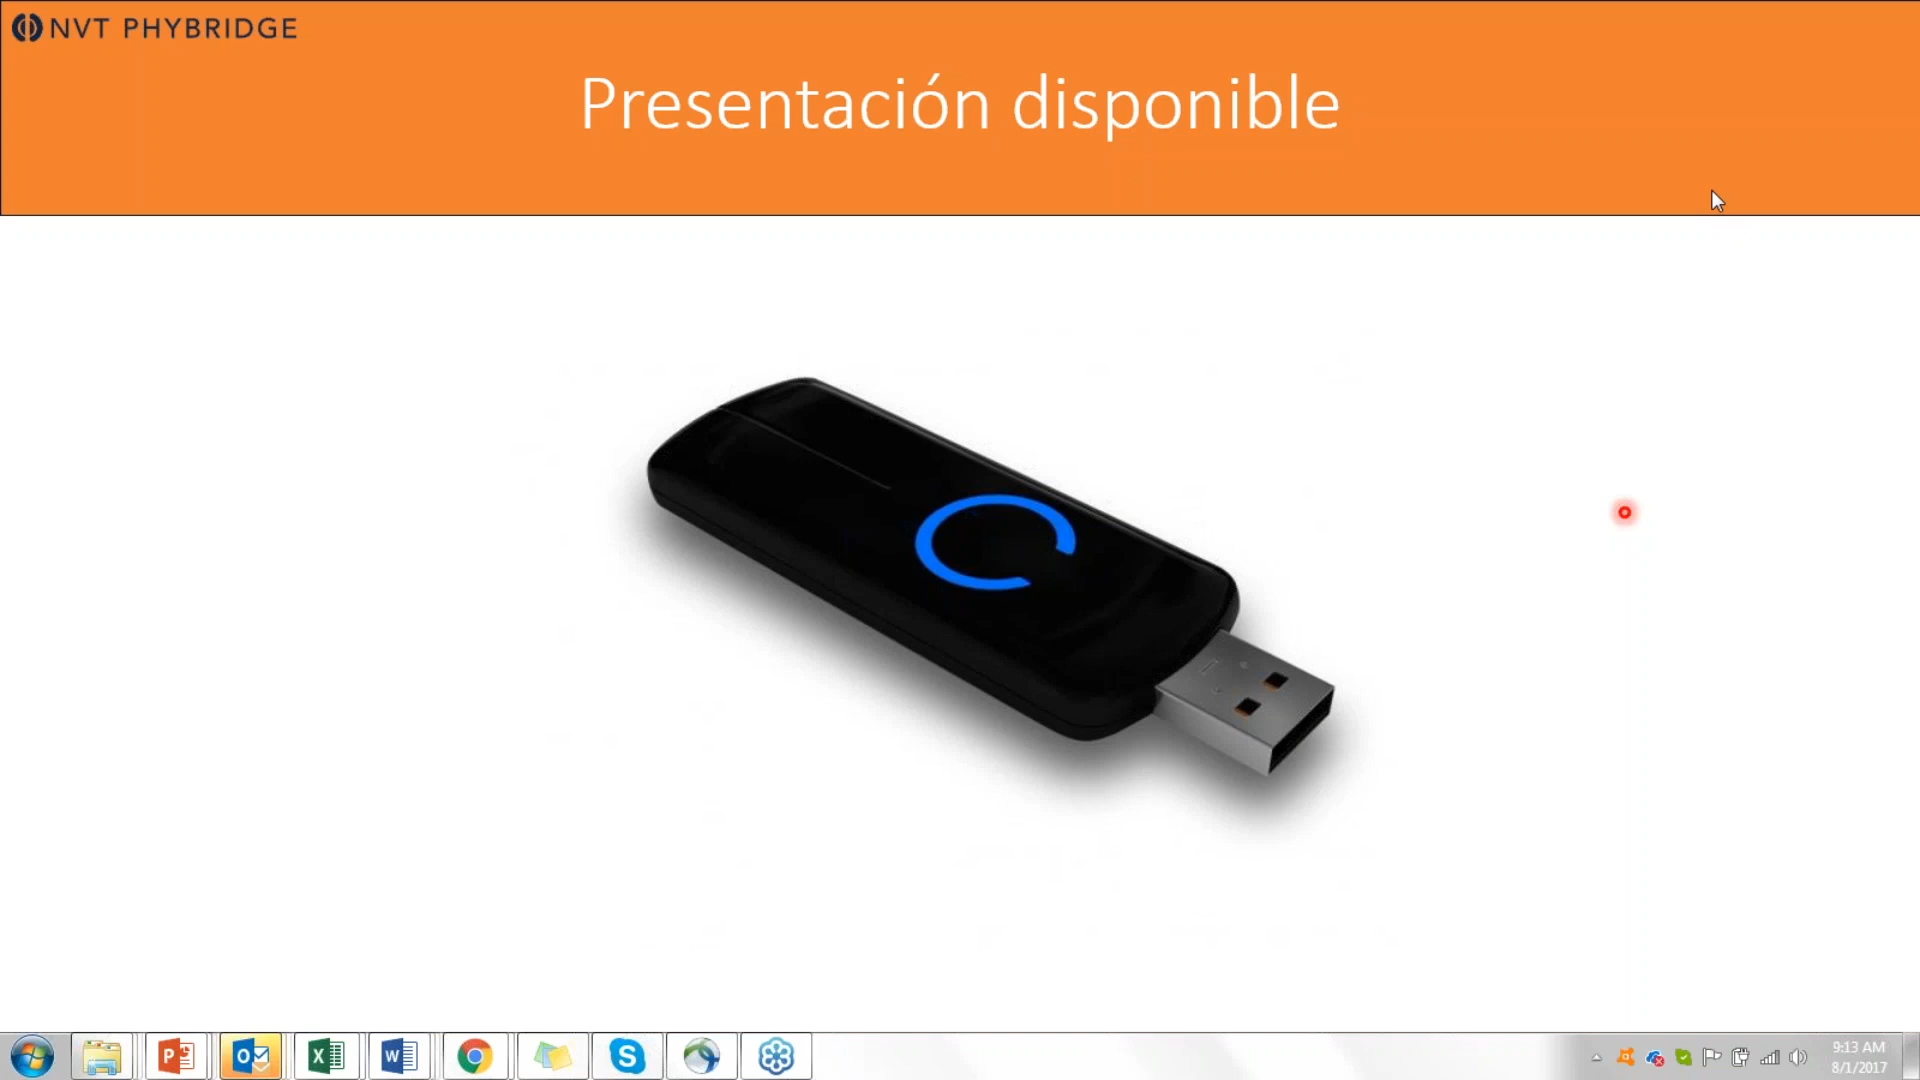 NVT PHYBRIDGE
Presentación disponible
9:13 AM
8/1/2017